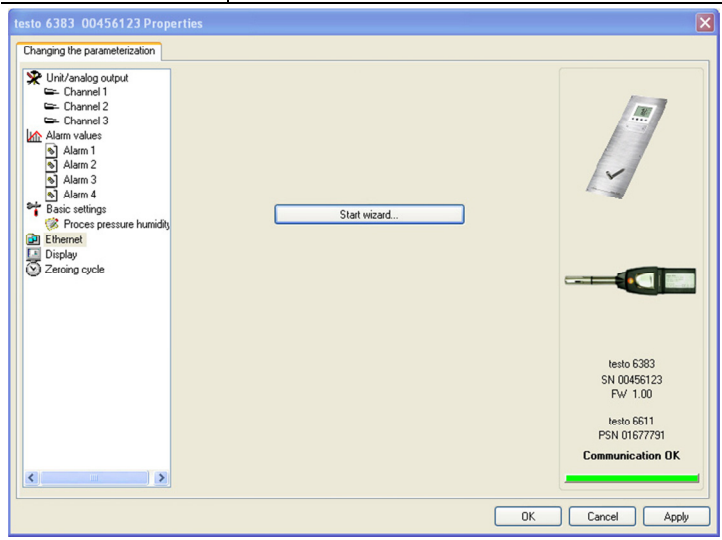 testo 6383 00456123 Properties
Changing the parameterization
Unit/analog output
Channel 1
Channel 2
Channel 3
Alarm values
Alarm 1
Alarm 2
Alarm 3
Alarm 4
Basic settings
Proces pressure humidity
Ethernet
Display
Zeroing cycle
Start wizard...
testo 6383
SN 00456123
FW 1.00
testo 6611
PSN 01677791
Communication OK
OK
Cancel
Apply